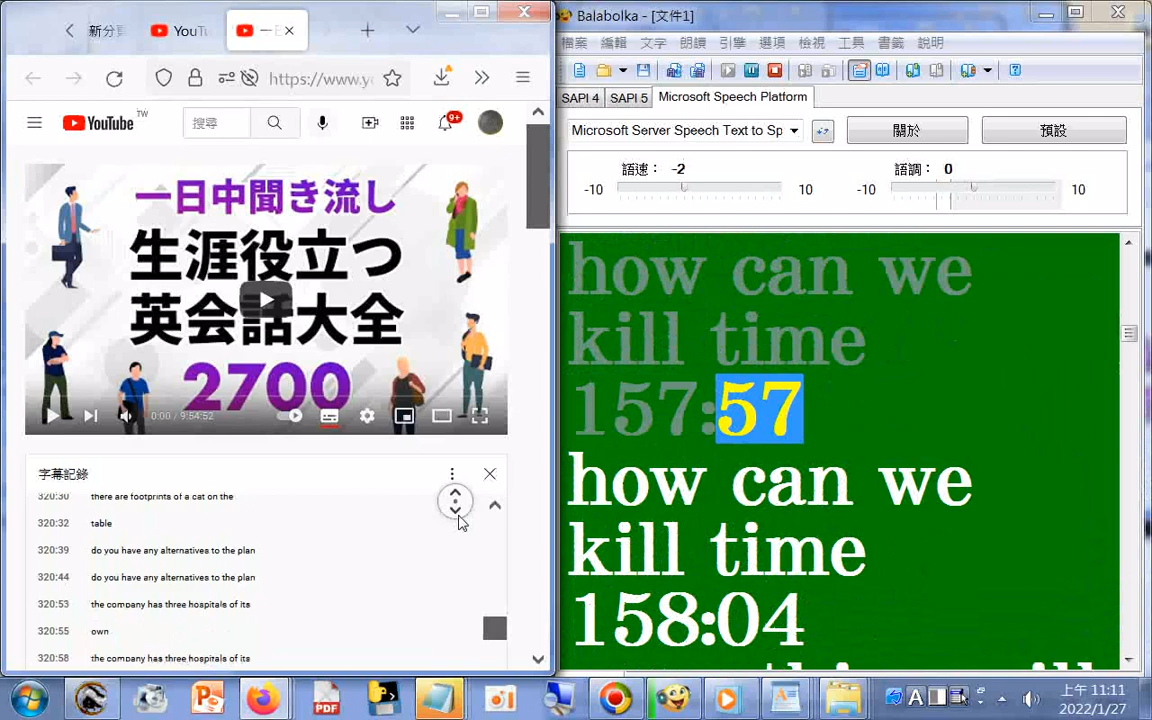 新分
YouTu
一 E
https://www.yo
YouTube TW
搜尋
9+
一日中聞き流し
生涯役立つ
英会話大全
2700
0:00 / 9:54:52
字幕記錄
320:30 there are footprints of a cat on the
320:32 table
320:39 do you have any alternatives to the plan
320:44 do you have any alternatives to the plan
320:53 the company has three hospitals of its
320:55 own
320:58 the company has three hospitals of its
Balabolka - [文件1]
檔案 編輯 文字 朗讀 引擎 選項 檢視 工具 書籤 說明
SAPI 4 SAPI 5 Microsoft Speech Platform
Microsoft Server Speech Text to Sp 關於 預設
語速： -2 語調： 0
-10 10 -10 10
how can we
kill time
157:57
how can we
kill time
158:04
PDF
A
上午 11:11
2022/1/27